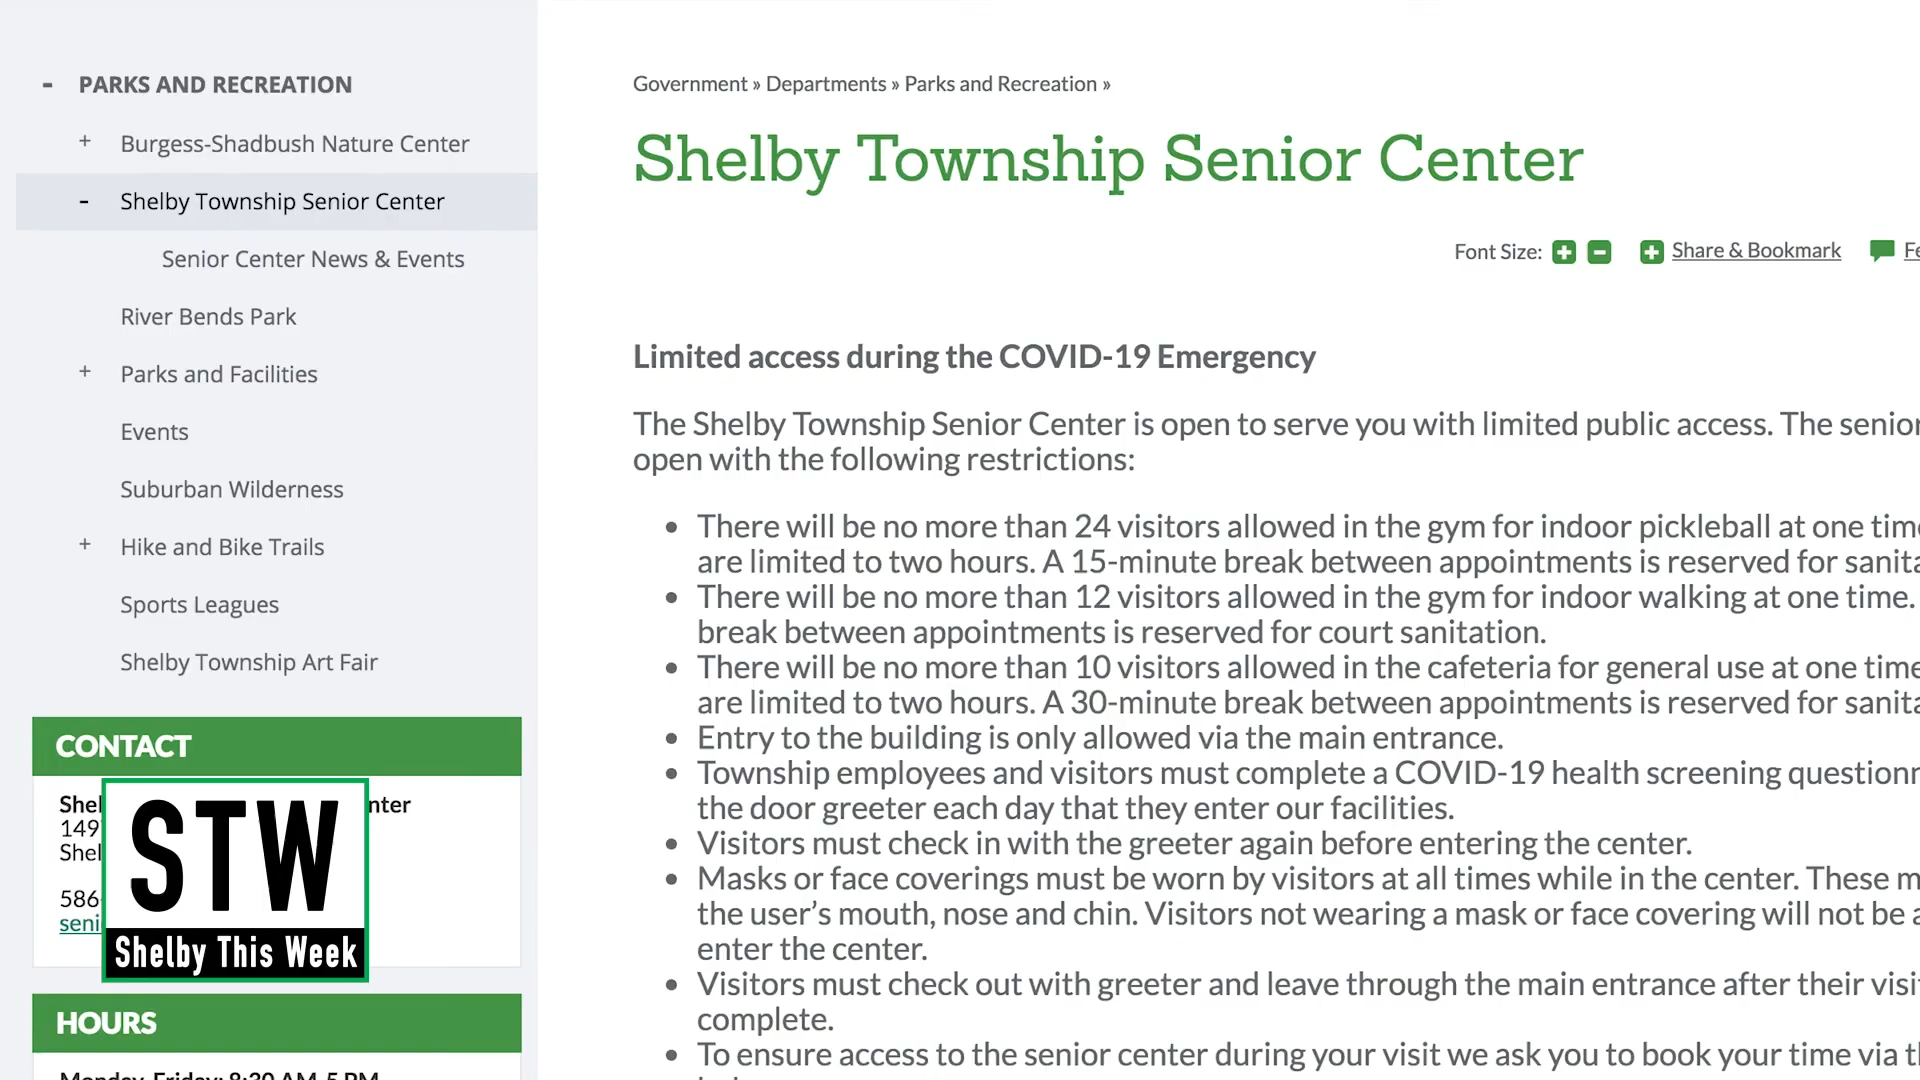 - PARKS AND RECREATION
+ Burgess-Shadbush Nature Center
- Shelby Township Senior Center
Senior Center News & Events
River Bends Park
+ Parks and Facilities
Events
Suburban Wilderness
+ Hike and Bike Trails
Sports Leagues
Shelby Township Art Fair
CONTACT
Shel
nter
149
Shel
586
seni
STW
Shelby This Week
HOURS
Monday-Friday: 8:30 AM-5 PM
Government » Departments » Parks and Recreation »
Shelby Township Senior Center
Font Size: + - + Share & Bookmark Fe
Limited access during the COVID-19 Emergency
The Shelby Township Senior Center is open to serve you with limited public access. The senior
open with the following restrictions:
• There will be no more than 24 visitors allowed in the gym for indoor pickleball at one time
are limited to two hours. A 15-minute break between appointments is reserved for sanita
• There will be no more than 12 visitors allowed in the gym for indoor walking at one time.
break between appointments is reserved for court sanitation.
• There will be no more than 10 visitors allowed in the cafeteria for general use at one time
are limited to two hours. A 30-minute break between appointments is reserved for sanita
• Entry to the building is only allowed via the main entrance.
• Township employees and visitors must complete a COVID-19 health screening questionn
the door greeter each day that they enter our facilities.
• Visitors must check in with the greeter again before entering the center.
• Masks or face coverings must be worn by visitors at all times while in the center. These m
the user's mouth, nose and chin. Visitors not wearing a mask or face covering will not be a
enter the center.
• Visitors must check out with greeter and leave through the main entrance after their visi
complete.
• To ensure access to the senior center during your visit we ask you to book your time via t